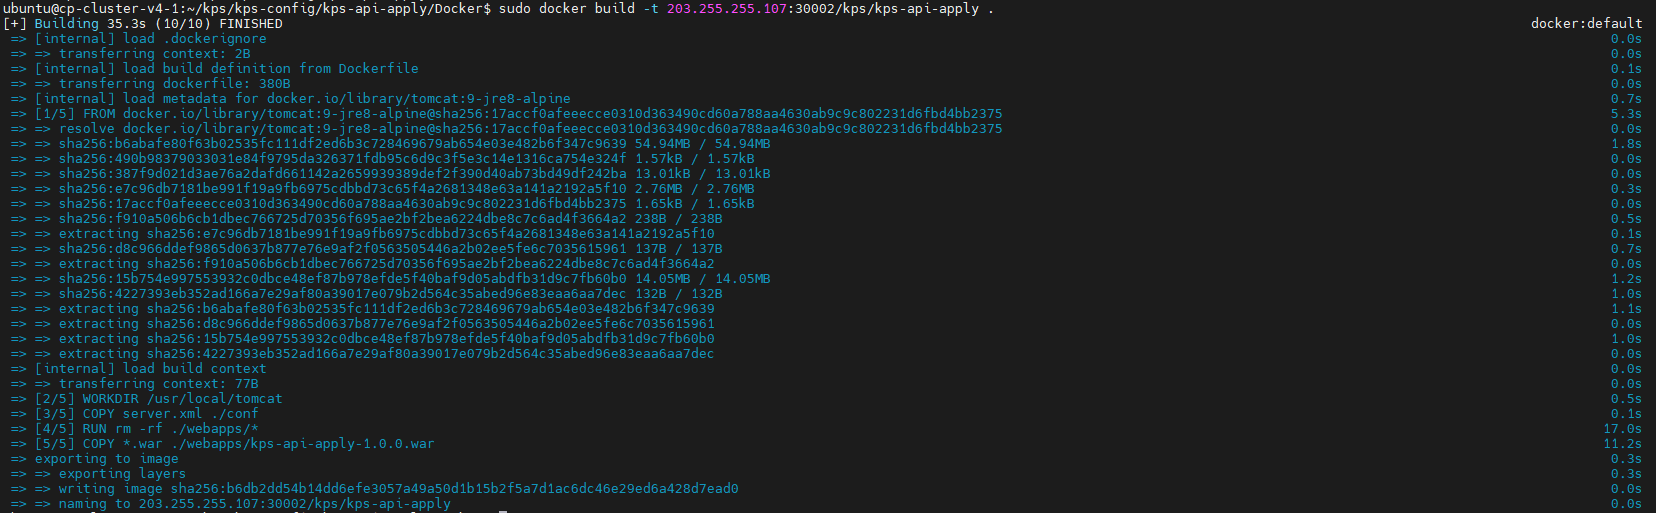 ubuntu@cp-cluster-v4-1:~/kps/kps-config/kps-api-apply/Docker$ sudo docker build -t 203.255.255.107:30002/kps/kps-api-apply .
[+] Building 35.3s (10/10) FINISHED docker:default
=> [internal] load .dockerignore 0.0s
=> => transferring context: 2B 0.0s
=> [internal] load build definition from Dockerfile 0.1s
=> => transferring dockerfile: 380B 0.0s
=> [internal] load metadata for docker.io/library/tomcat:9-jre8-alpine 0.7s
=> [1/5] FROM docker.io/library/tomcat:9-jre8-alpine@sha256:17accf0afeeecce0310d363490cd60a788aa4630ab9c9c802231d6fbd4bb2375 5.3s
=> => resolve docker.io/library/tomcat:9-jre8-alpine@sha256:17accf0afeeecce0310d363490cd60a788aa4630ab9c9c802231d6fbd4bb2375 0.0s
=> => sha256:b6abafe80f63b02535fc111df2ed6b3c728469679ab654e03e482b6f347c9639 54.94MB / 54.94MB 1.8s
=> => sha256:490b98379033031e84f9795da326371fdb95c6d9c3f5e3c14e1316ca754e324f 1.57kB / 1.57kB 0.0s
=> => sha256:387f9d021d3ae76a2dafd661142a2659939389def2f390d40ab73bd49df242ba 13.01kB / 13.01kB 0.0s
=> => sha256:e7c96db7181be991f19a9fb6975cdbbd73c65f4a2681348e63a141a2192a5f10 2.76MB / 2.76MB 0.3s
=> => sha256:17accf0afeeecce0310d363490cd60a788aa4630ab9c9c802231d6fbd4bb2375 1.65kB / 1.65kB 0.0s
=> => sha256:f910a506b6cb1dbec766725d70356f695ae2bf2bea6224dbe8c7c6ad4f3664a2 238B / 238B 0.5s
=> => extracting sha256:e7c96db7181be991f19a9fb6975cdbbd73c65f4a2681348e63a141a2192a5f10 0.1s
=> => sha256:d8c966ddef9865d0637b877e76e9af2f0563505446a2b02ee5fe6c7035615961 137B / 137B 0.7s
=> => extracting sha256:f910a506b6cb1dbec766725d70356f695ae2bf2bea6224dbe8c7c6ad4f3664a2 0.0s
=> => sha256:15b754e997553932c0dbce48ef87b978efde5f40baf9d05abdfb31d9c7fb60b0 14.05MB / 14.05MB 1.2s
=> => sha256:4227393eb352ad166a7e29af80a39017e079b2d564c35abed96e83eaa6aa7dec 132B / 132B 1.0s
=> => extracting sha256:b6abafe80f63b02535fc111df2ed6b3c728469679ab654e03e482b6f347c9639 1.1s
=> => extracting sha256:d8c966ddef9865d0637b877e76e9af2f0563505446a2b02ee5fe6c7035615961 0.0s
=> => extracting sha256:15b754e997553932c0dbce48ef87b978efde5f40baf9d05abdfb31d9c7fb60b0 1.0s
=> => extracting sha256:4227393eb352ad166a7e29af80a39017e079b2d564c35abed96e83eaa6aa7dec 0.0s
=> [internal] load build context 0.0s
=> => transferring context: 77B 0.0s
=> [2/5] WORKDIR /usr/local/tomcat 0.5s
=> [3/5] COPY server.xml ./conf 0.1s
=> [4/5] RUN rm -rf ./webapps/* 17.0s
=> [5/5] COPY *.war ./webapps/kps-api-apply-1.0.0.war 11.2s
=> exporting to image 0.3s
=> => exporting layers 0.3s
=> => writing image sha256:b6db2dd54b14dd6efe3057a49a50d1b15b2f5a7d1ac6dc46e29ed6a428d7ead0 0.0s
=> => naming to 203.255.255.107:30002/kps/kps-api-apply 0.0s